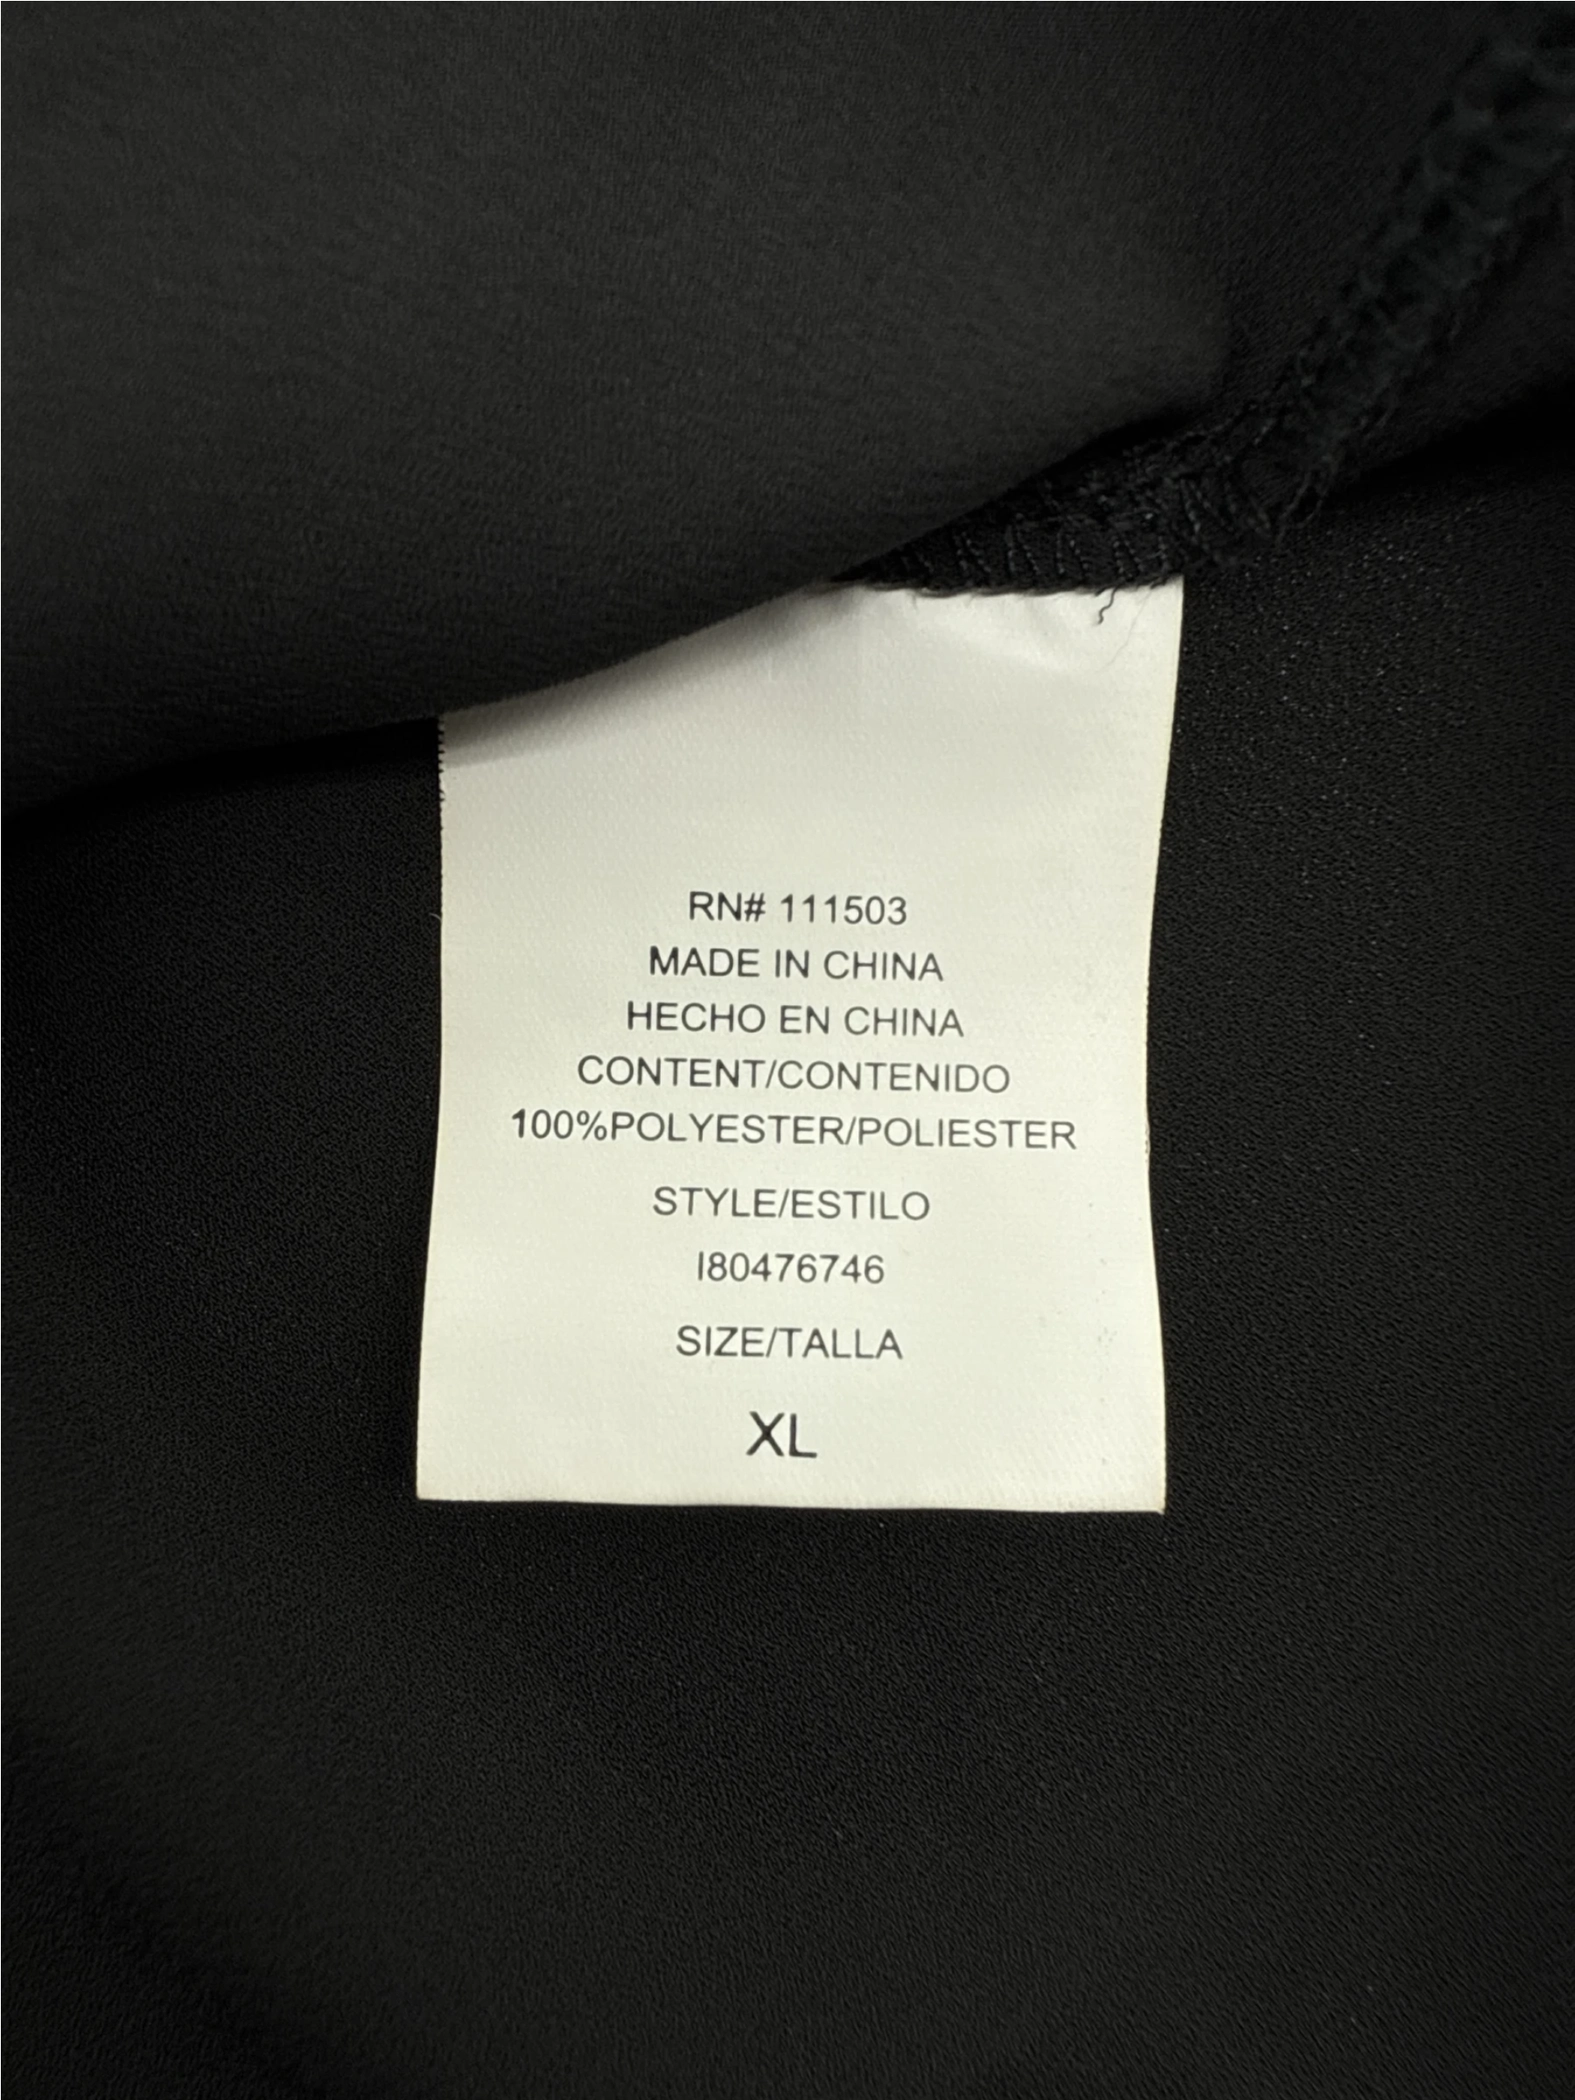 RN# 111503
MADE IN CHINA
HECHO EN CHINA
CONTENT/CONTENIDO
100%POLYESTER/POLIESTER
STYLE/ESTILO
I80476746
SIZE/TALLA
XL